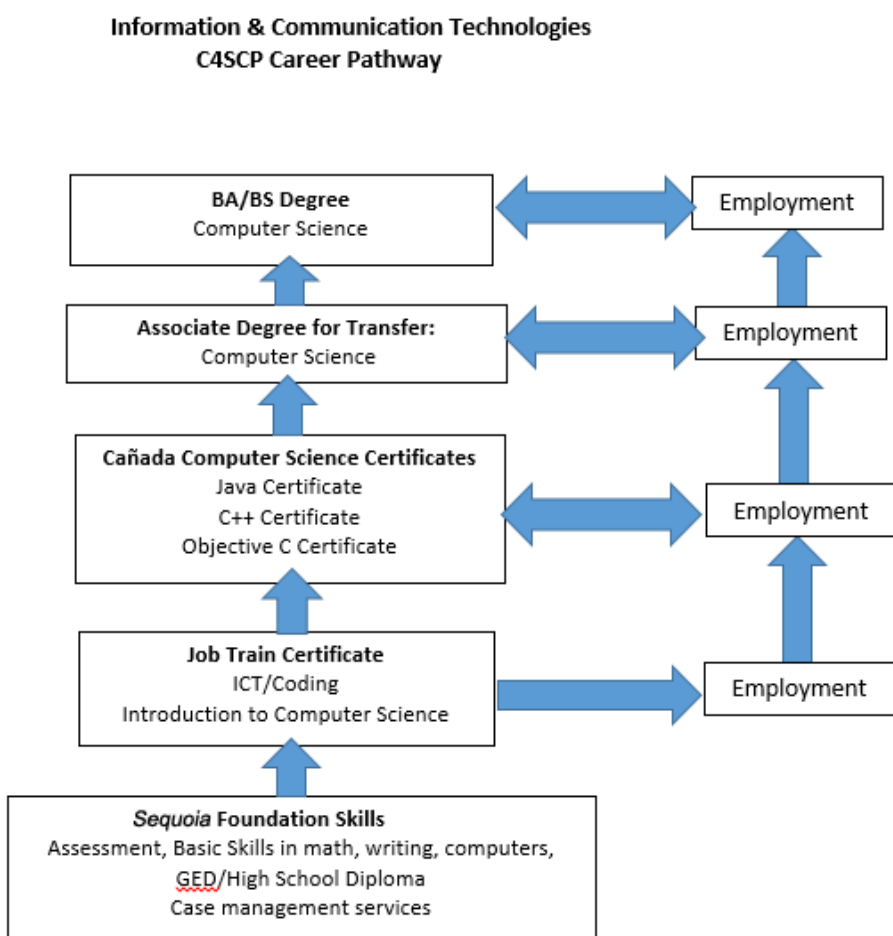 Information & Communication Technologies
C4SCP Career Pathway
BA/BS Degree
Computer Science
Employment
Associate Degree for Transfer:
Computer Science
Employment
Cañada Computer Science Certificates
Java Certificate
C++ Certificate
Objective C Certificate
Employment
Job Train Certificate
ICT/Coding
Introduction to Computer Science
Employment
Sequoia Foundation Skills
Assessment, Basic Skills in math, writing, computers,
GED/High School Diploma
Case management services